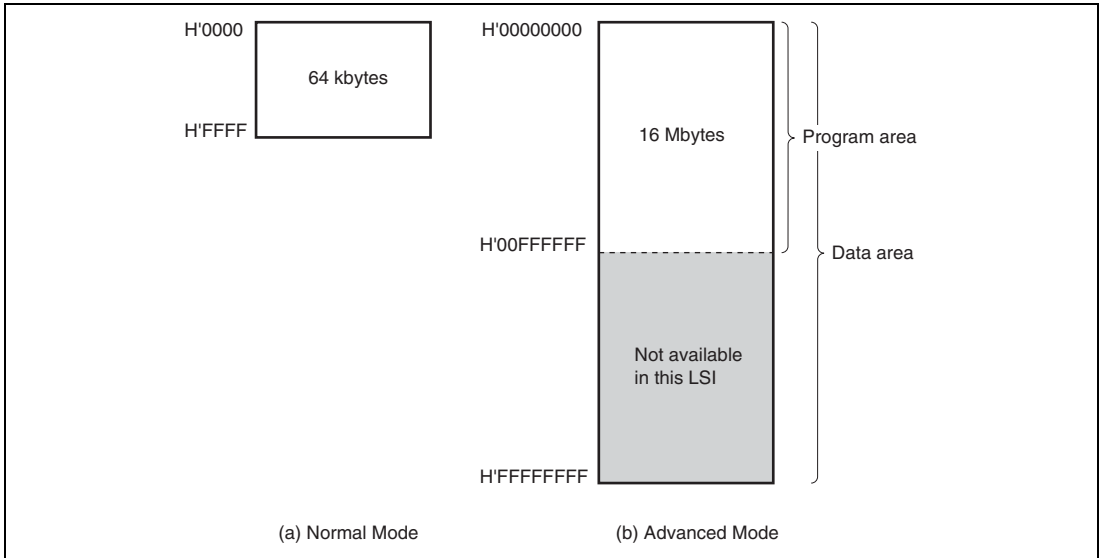 H'0000
64 kbytes
H'FFFF
(a) Normal Mode
H'00000000
16 Mbytes
Program area
H'00FFFFFF
Data area
Not available
in this LSI
H'FFFFFFFF
(b) Advanced Mode